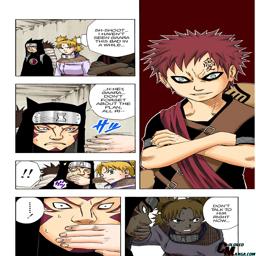 SH-SHOOT...
I HAVEN'T
SEEN GAARA
THIS BAD IN
A WHILE...
H-HEY,
GAARA...
DON'T
FORGET
ABOUT THE
PLAN,
ALL RI--
!!
DON'T
TALK TO
HIM
RIGHT
NOW...